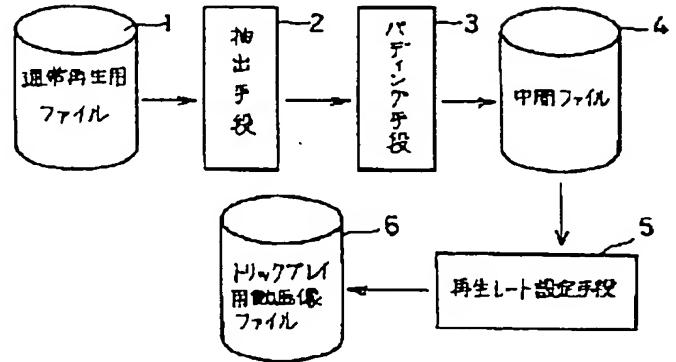 1
通常再生用
ファイル
2
抽出手段
3
パディング手段
4
中間ファイル
5
再生レート設定手段
6
トリックプレイ
用動画像
ファイル